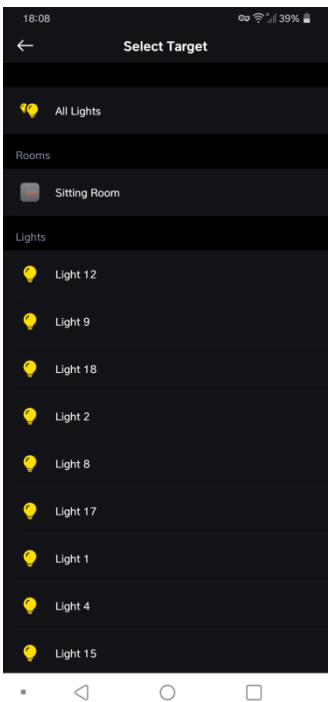 18:08
39%
Select Target
All Lights
Rooms
Sitting Room
Lights
Light 12
Light 9
Light 18
Light 2
Light 8
Light 17
Light 1
Light 4
Light 15